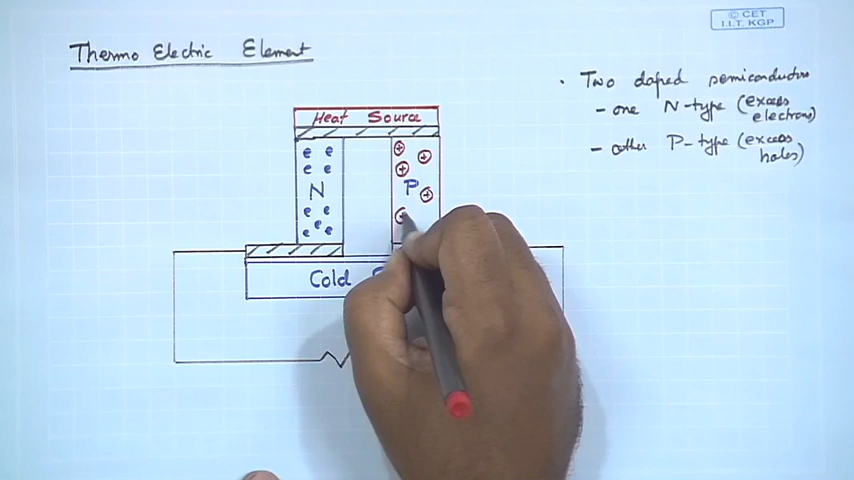 © CET
I.I.T. KGP
Thermo Electric Element
• Two doped semiconductors
- one N-type (excess electrons)
- other P-type (excess holes)
Heat Source
e e
e e
N
e e
e
e e
+
+
+
P
+
+
Cold